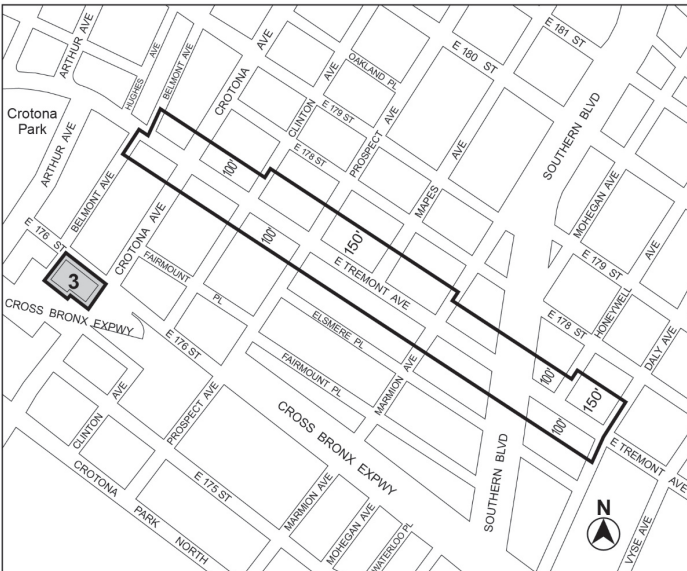 E 181 ST
ARTHUR AVE
HUGHES AVE
BELMONT AVE
CROTONA AVE
E 180 ST
OAKLAND PL
CLINTON AVE
E 179 ST
PROSPECT AVE
SOUTHERN BLVD
Crotona
Park
ARTHUR AVE
E 178 ST
MAPES AVE
MOHEGAN AVE
100'
BELMONT AVE
E 176 ST
CROTONA AVE
100'
150'
E TREMONT AVE
E 179 ST
HONEYWELL AVE
FAIRMOUNT PL
3
CROSS BRONX EXPWY
E 178 ST
DALY AVE
ELSMERE PL
E 176 ST
FAIRMOUNT PL
MARMION AVE
100'
150'
100'
CLINTON AVE
PROSPECT AVE
CROSS BRONX EXPWY
SOUTHERN BLVD
E TREMONT AVE
CROTONA PARK NORTH
E 175 ST
MARMION AVE
MOHEGAN AVE
WATERLOO PL
N
VYSE AVE